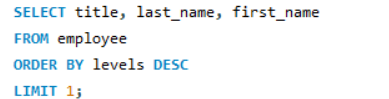 SELECT title, last_name, first_name
FROM employee
ORDER BY levels DESC
LIMIT 1;